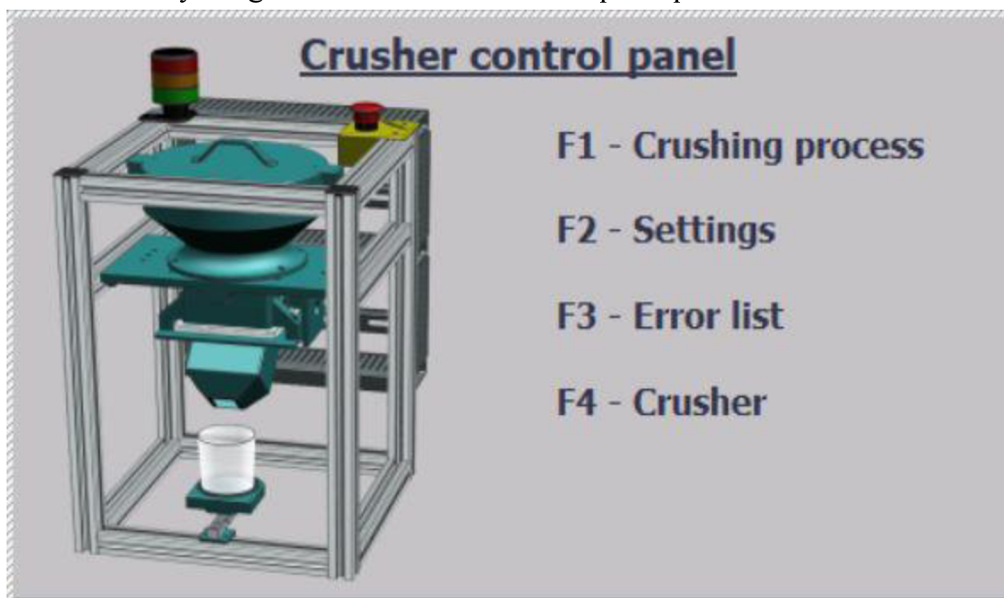 Crusher control panel
F1 - Crushing process
F2 - Settings
F3 - Error list
F4 - Crusher